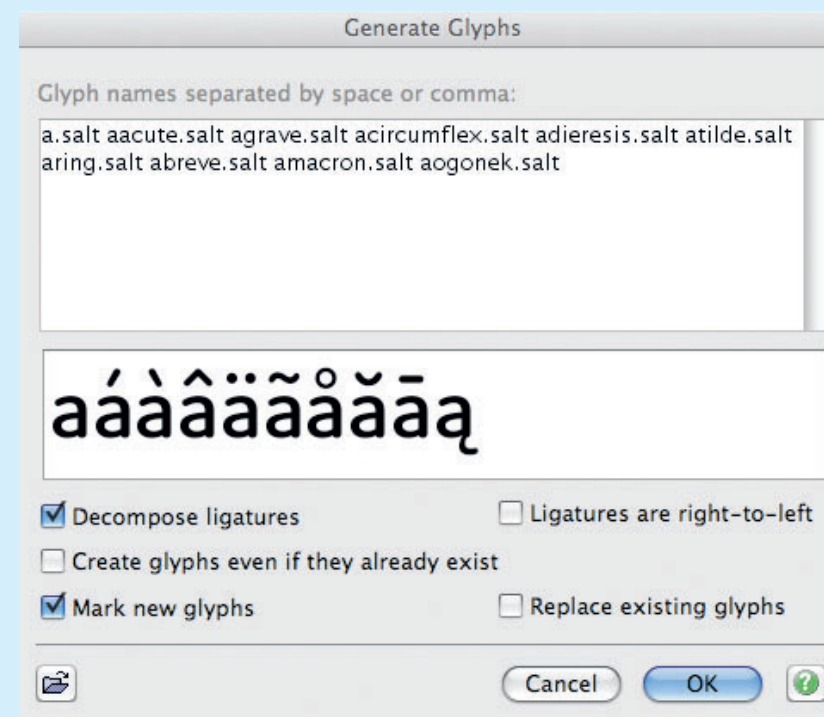 Generate Glyphs
Glyph names separated by space or comma:
a.salt aacute.salt agrave.salt acircumflex.salt adieresis.salt atilde.salt
aring.salt abreve.salt amacron.salt aogonek.salt
aáàâäãåăāą
Decompose ligatures
Ligatures are right-to-left
Create glyphs even if they already exist
Mark new glyphs
Replace existing glyphs
Cancel
OK
?